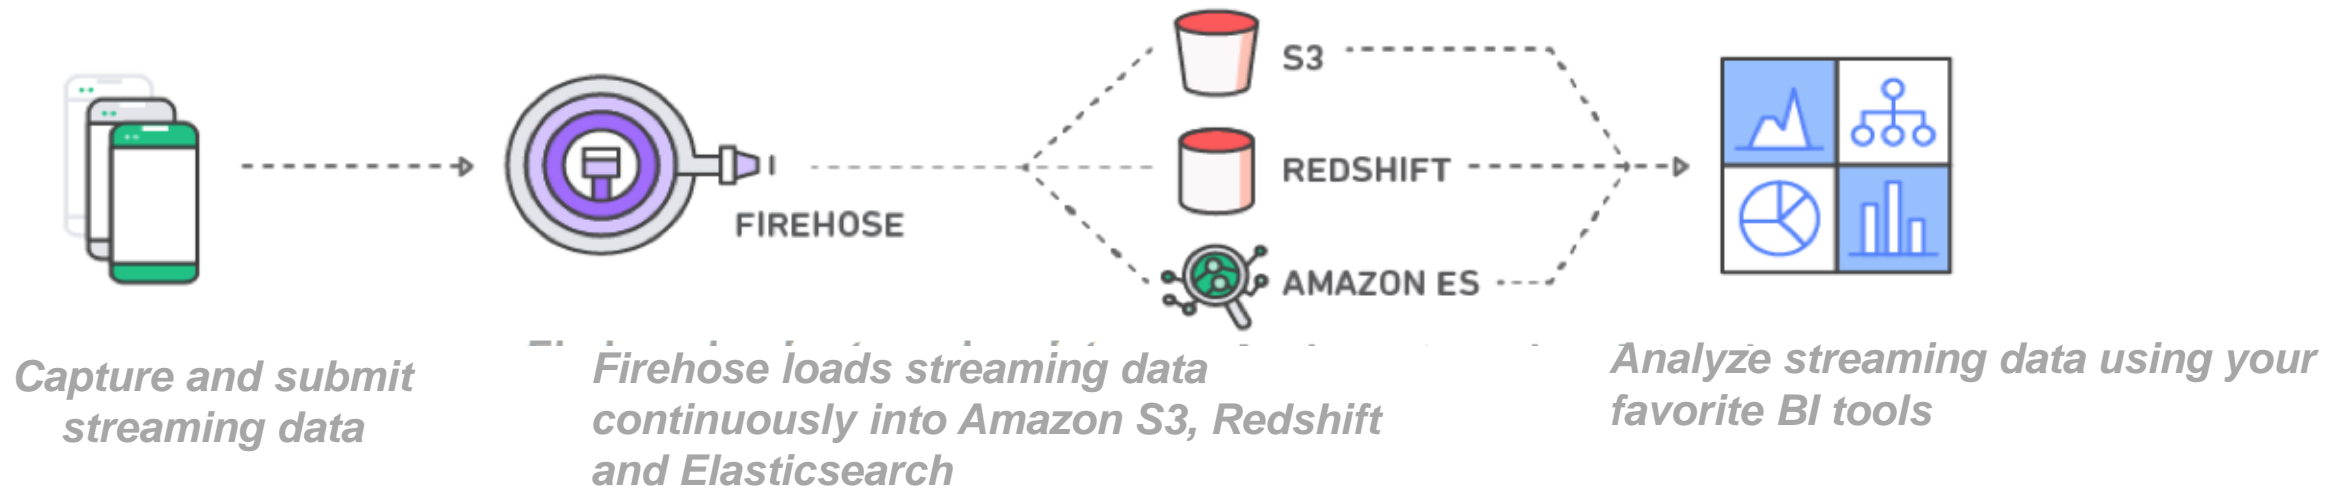 S3
REDSHIFT
FIREHOSE
AMAZON ES
Capture and submit
streaming data
Firehose loads streaming data
continuously into Amazon S3, Redshift
and Elasticsearch
Analyze streaming data using your
favorite BI tools